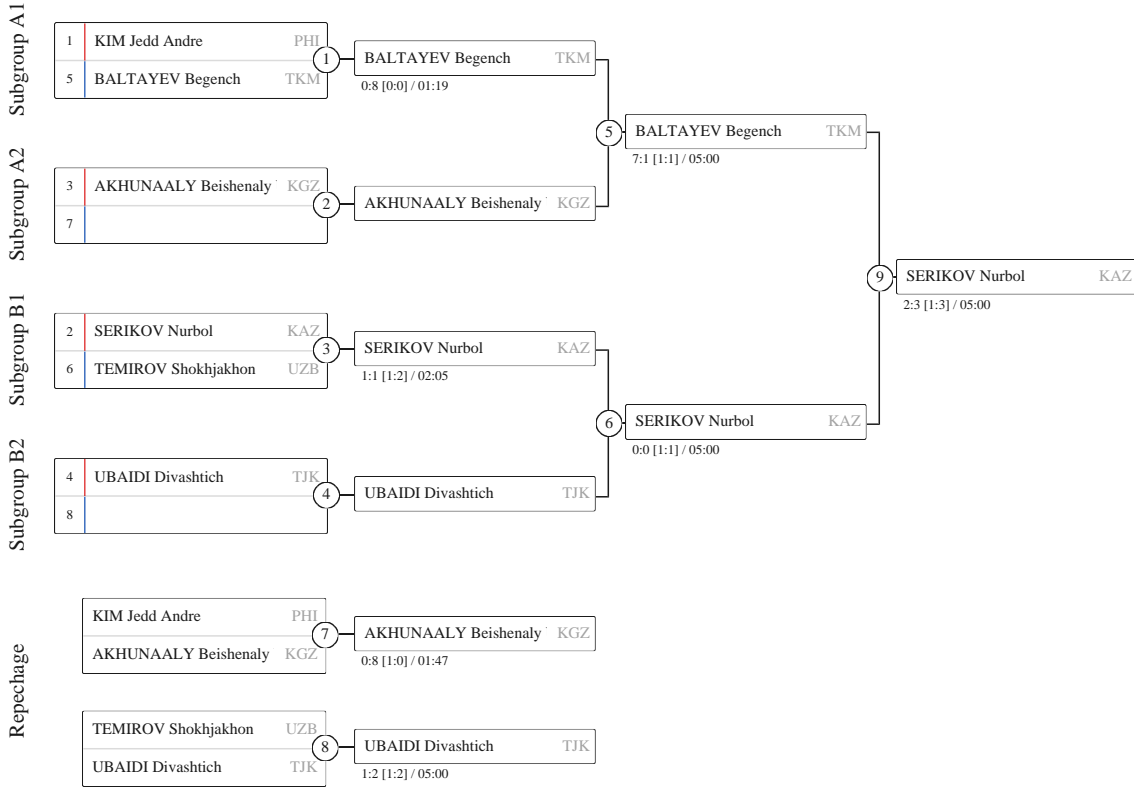 Subgroup A1
1 KIM Jedd Andre PHI
5 BALTAYEV Begench TKM
1
BALTAYEV Begench TKM
0:8 [0:0] / 01:19
Subgroup A2
3 AKHUNAALY Beishenaly KGZ
7
2
AKHUNAALY Beishenaly KGZ
5
BALTAYEV Begench TKM
7:1 [1:1] / 05:00
Subgroup B1
2 SERIKOV Nurbol KAZ
6 TEMIROV Shokhjakhon UZB
3
SERIKOV Nurbol KAZ
1:1 [1:2] / 02:05
Subgroup B2
4 UBAIDI Divashtich TJK
8
4
UBAIDI Divashtich TJK
6
SERIKOV Nurbol KAZ
0:0 [1:1] / 05:00
9
SERIKOV Nurbol KAZ
2:3 [1:3] / 05:00
Repechage
KIM Jedd Andre PHI
AKHUNAALY Beishenaly KGZ
7
AKHUNAALY Beishenaly KGZ
0:8 [1:0] / 01:47
TEMIROV Shokhjakhon UZB
UBAIDI Divashtich TJK
8
UBAIDI Divashtich TJK
1:2 [1:2] / 05:00